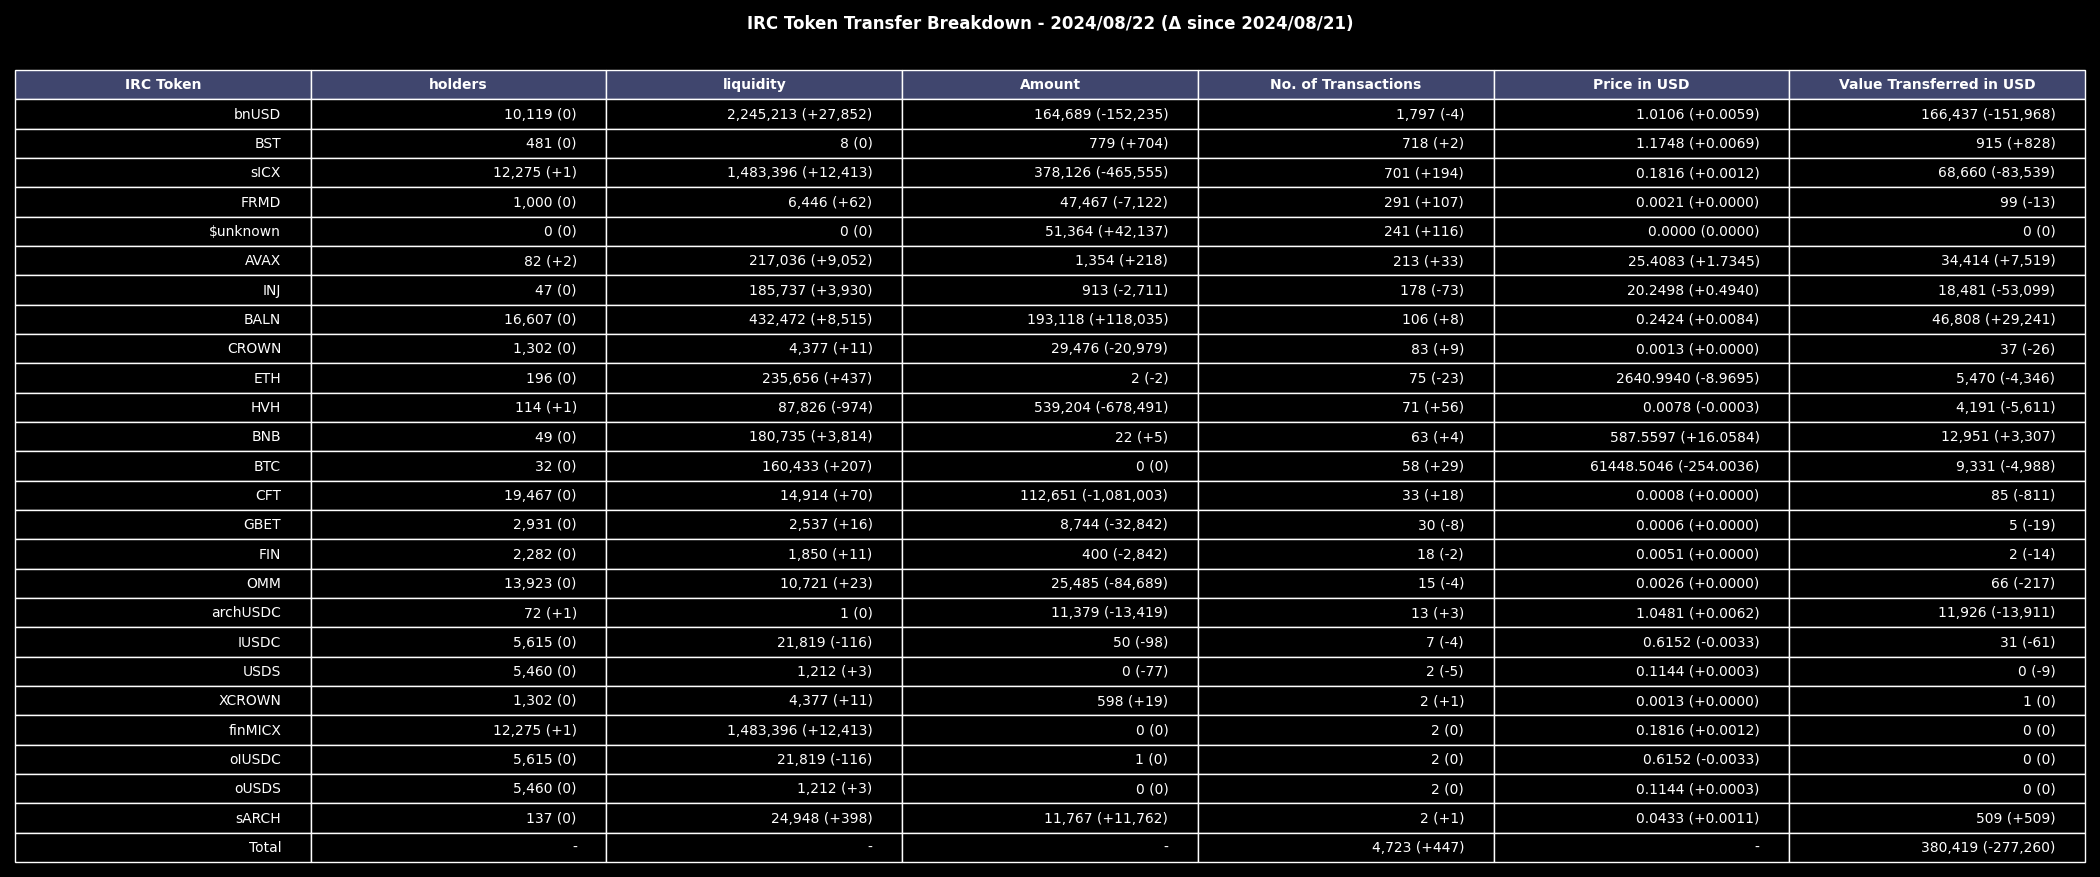 IRC Token Transfer Breakdown - 2024/08/22 (Δ since 2024/08/21)
IRC Token holders liquidity Amount No. of Transactions Price in USD Value Transferred in USD
bnUSD 10,119 (0) 2,245,213 (+27,852) 164,689 (-152,235) 1,797 (-4) 1.0106 (+0.0059) 166,437 (-151,968)
BST 481 (0) 8 (0) 779 (+704) 718 (+2) 1.1748 (+0.0069) 915 (+828)
sICX 12,275 (+1) 1,483,396 (+12,413) 378,126 (-465,555) 701 (+194) 0.1816 (+0.0012) 68,660 (-83,539)
FRMD 1,000 (0) 6,446 (+62) 47,467 (-7,122) 291 (+107) 0.0021 (+0.0000) 99 (-13)
$unknown 0 (0) 0 (0) 51,364 (+42,137) 241 (+116) 0.0000 (0.0000) 0 (0)
AVAX 82 (+2) 217,036 (+9,052) 1,354 (+218) 213 (+33) 25.4083 (+1.7345) 34,414 (+7,519)
INJ 47 (0) 185,737 (+3,930) 913 (-2,711) 178 (-73) 20.2498 (+0.4940) 18,481 (-53,099)
BALN 16,607 (0) 432,472 (+8,515) 193,118 (+118,035) 106 (+8) 0.2424 (+0.0084) 46,808 (+29,241)
CROWN 1,302 (0) 4,377 (+11) 29,476 (-20,979) 83 (+9) 0.0013 (+0.0000) 37 (-26)
ETH 196 (0) 235,656 (+437) 2 (-2) 75 (-23) 2640.9940 (-8.9695) 5,470 (-4,346)
HVH 114 (+1) 87,826 (-974) 539,204 (-678,491) 71 (+56) 0.0078 (-0.0003) 4,191 (-5,611)
BNB 49 (0) 180,735 (+3,814) 22 (+5) 63 (+4) 587.5597 (+16.0584) 12,951 (+3,307)
BTC 32 (0) 160,433 (+207) 0 (0) 58 (+29) 61448.5046 (-254.0036) 9,331 (-4,988)
CFT 19,467 (0) 14,914 (+70) 112,651 (-1,081,003) 33 (+18) 0.0008 (+0.0000) 85 (-811)
GBET 2,931 (0) 2,537 (+16) 8,744 (-32,842) 30 (-8) 0.0006 (+0.0000) 5 (-19)
FIN 2,282 (0) 1,850 (+11) 400 (-2,842) 18 (-2) 0.0051 (+0.0000) 2 (-14)
OMM 13,923 (0) 10,721 (+23) 25,485 (-84,689) 15 (-4) 0.0026 (+0.0000) 66 (-217)
archUSDC 72 (+1) 1 (0) 11,379 (-13,419) 13 (+3) 1.0481 (+0.0062) 11,926 (-13,911)
IUSDC 5,615 (0) 21,819 (-116) 50 (-98) 7 (-4) 0.6152 (-0.0033) 31 (-61)
USDS 5,460 (0) 1,212 (+3) 0 (-77) 2 (-5) 0.1144 (+0.0003) 0 (-9)
XCROWN 1,302 (0) 4,377 (+11) 598 (+19) 2 (+1) 0.0013 (+0.0000) 1 (0)
finMICX 12,275 (+1) 1,483,396 (+12,413) 0 (0) 2 (0) 0.1816 (+0.0012) 0 (0)
oIUSDC 5,615 (0) 21,819 (-116) 1 (0) 2 (0) 0.6152 (-0.0033) 0 (0)
oUSDS 5,460 (0) 1,212 (+3) 0 (0) 2 (0) 0.1144 (+0.0003) 0 (0)
sARCH 137 (0) 24,948 (+398) 11,767 (+11,762) 2 (+1) 0.0433 (+0.0011) 509 (+509)
Total - - - 4,723 (+447) - 380,419 (-277,260)